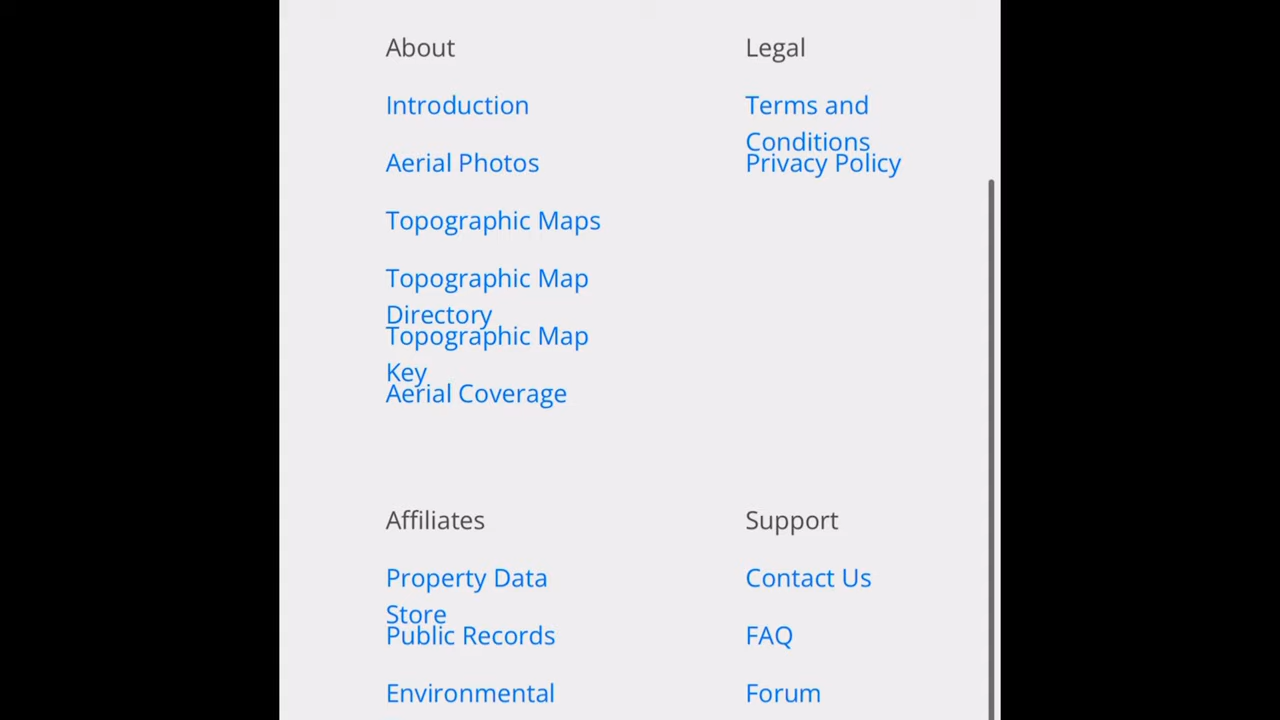 About
Introduction
Aerial Photos
Topographic Maps
Topographic Map
Directory
Topographic Map
Key
Aerial Coverage
Legal
Terms and
Conditions
Privacy Policy
Affiliates
Property Data
Store
Public Records
Environmental
Support
Contact Us
FAQ
Forum